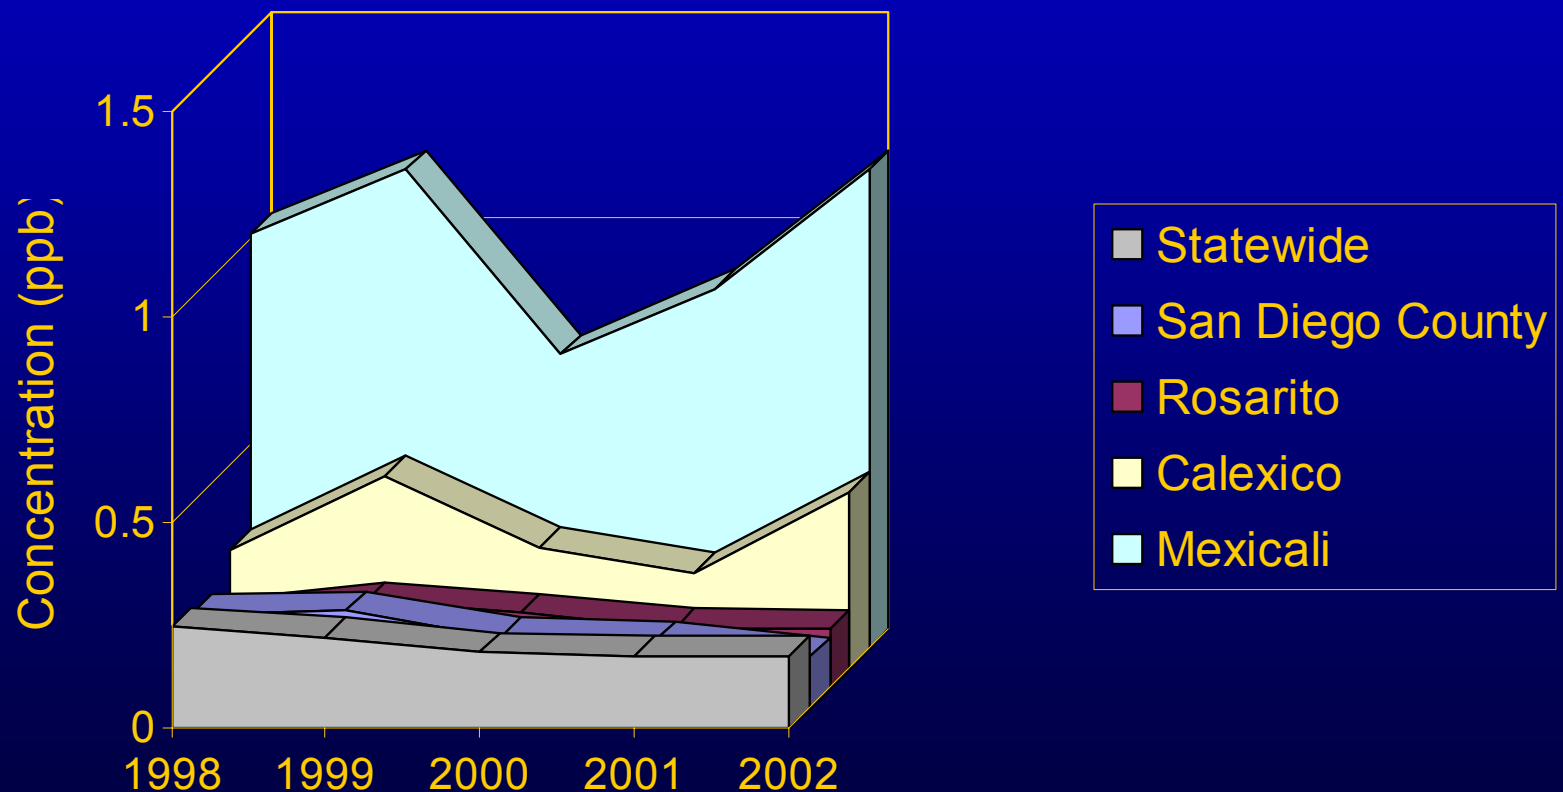 Concentration (ppb)
1.5
1
0.5
0
1998 1999 2000 2001 2002
Statewide
San Diego County
Rosarito
Calexico
Mexicali